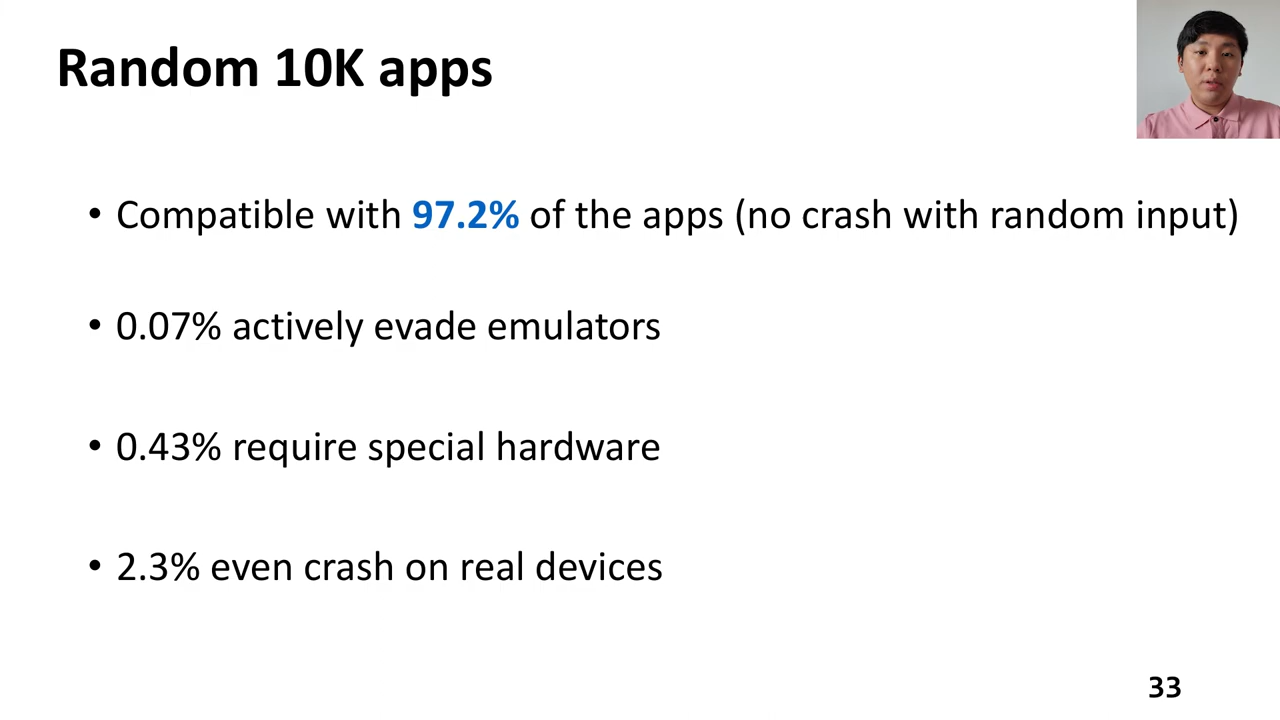 Random 10K apps
• Compatible with 97.2% of the apps (no crash with random input)
• 0.07% actively evade emulators
• 0.43% require special hardware
• 2.3% even crash on real devices
33